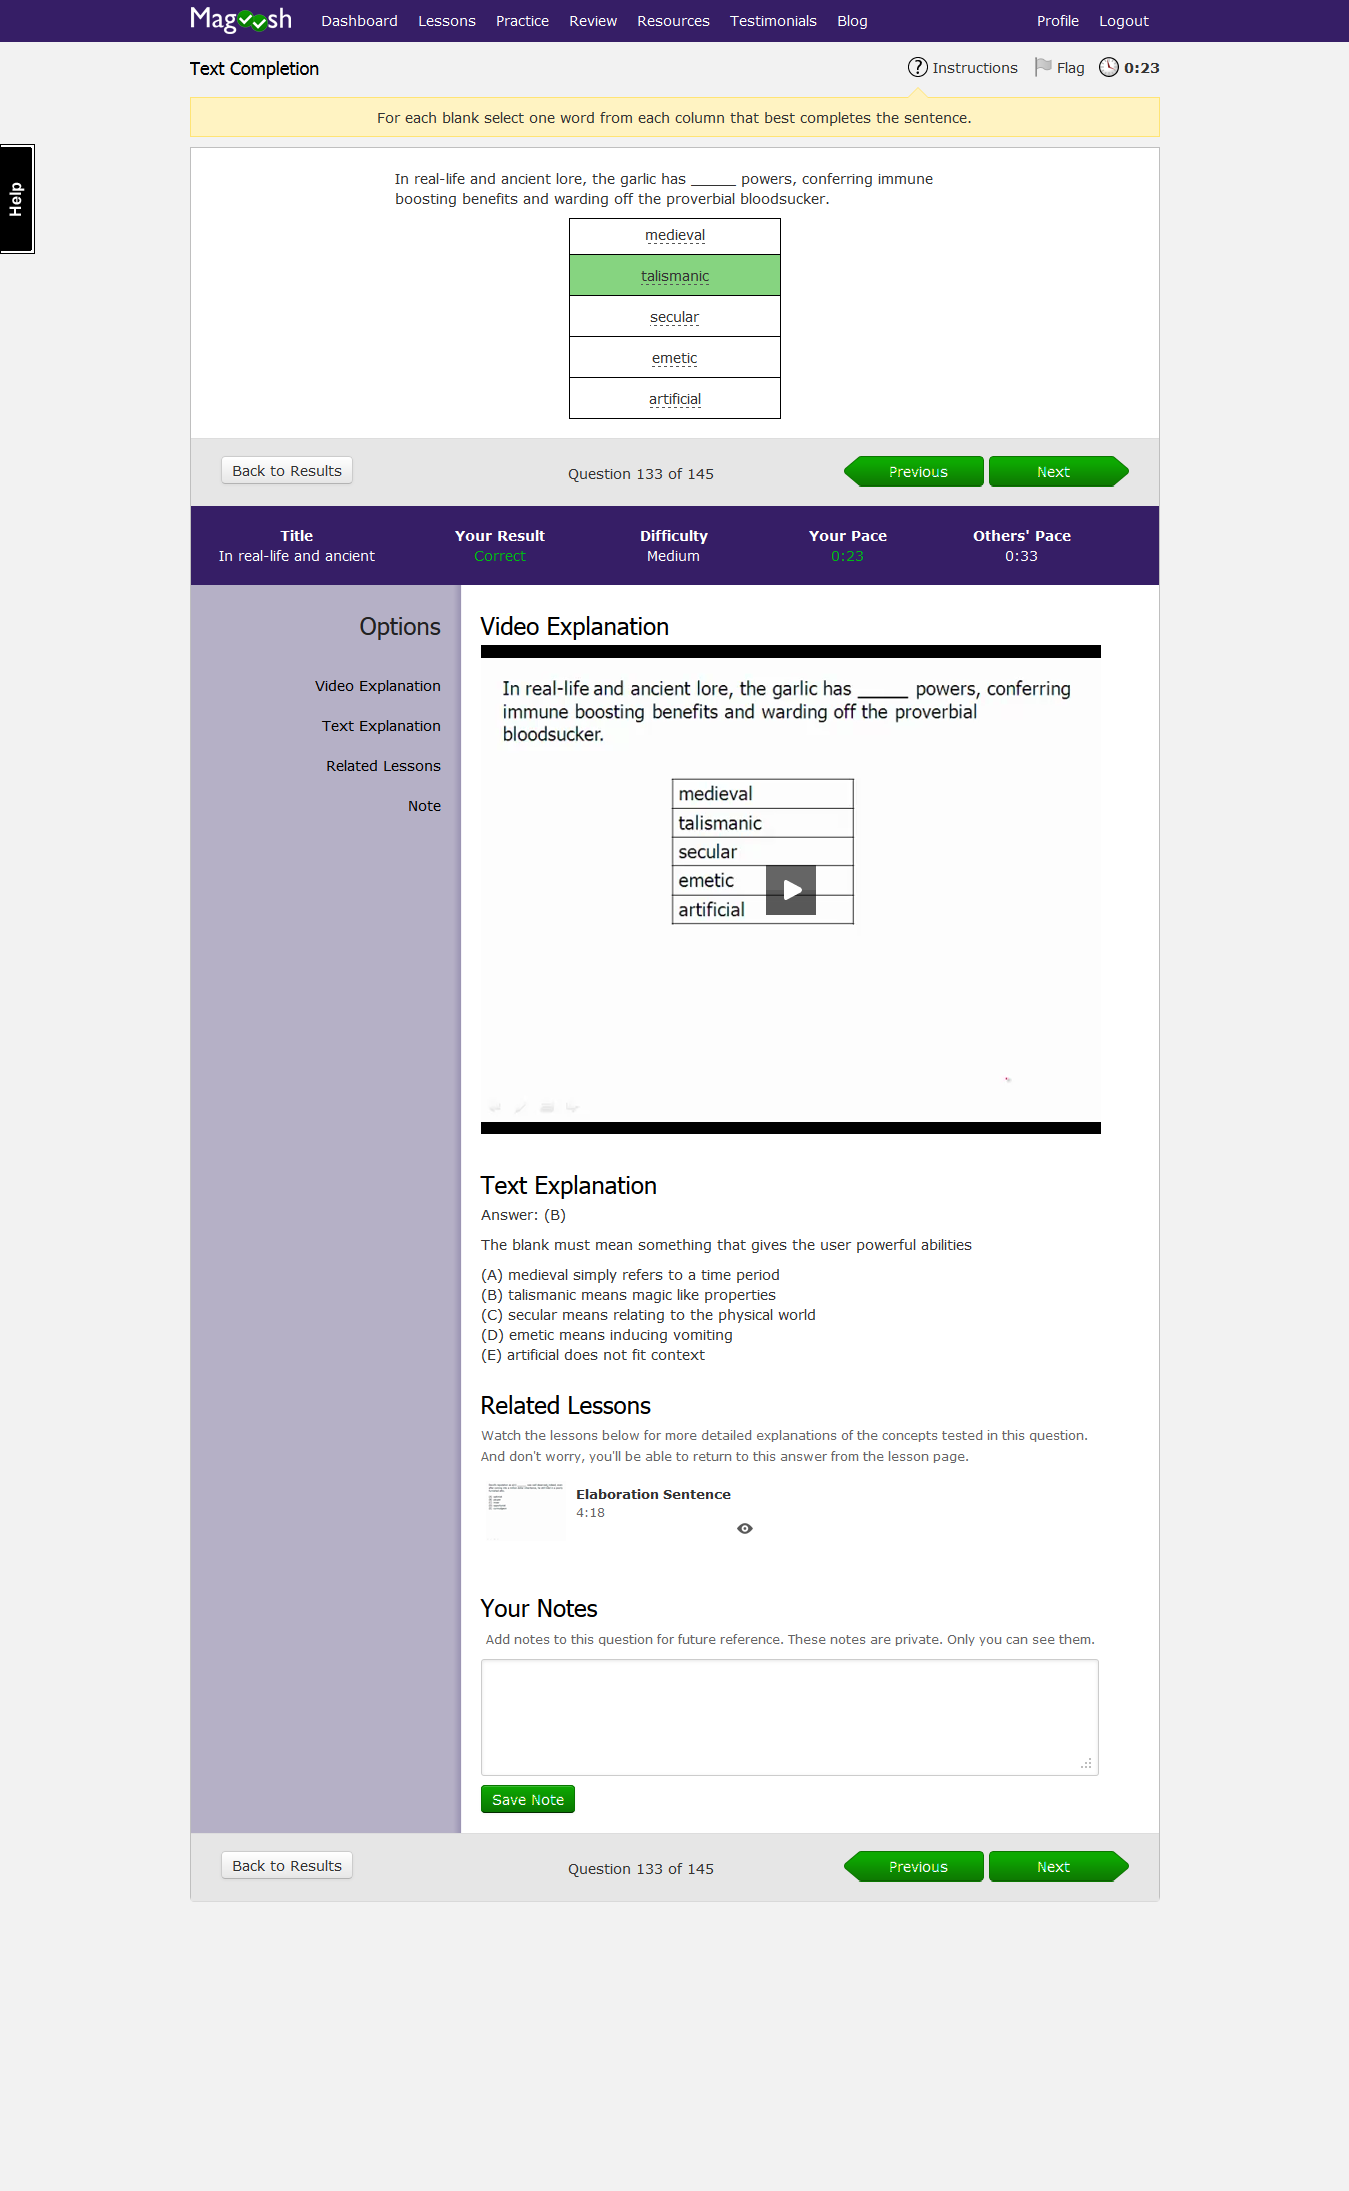 Magoosh Dashboard Lessons Practice Review Resources Testimonials Blog Profile Logout
Text Completion
Instructions Flag 0:23
For each blank select one word from each column that best completes the sentence.
Help
In real-life and ancient lore, the garlic has _____ powers, conferring immune
boosting benefits and warding off the proverbial bloodsucker.
medieval
talismanic
secular
emetic
artificial
Back to Results Question 133 of 145 Previous Next
Title Your Result Difficulty Your Pace Others' Pace
In real-life and ancient Correct Medium 0:23 0:33
Options
Video Explanation
Text Explanation
Related Lessons
Note
Video Explanation
In real-life and ancient lore, the garlic has _____ powers, conferring
immune boosting benefits and warding off the proverbial
bloodsucker.
medieval
talismanic
secular
emetic
artificial
Text Explanation
Answer: (B)
The blank must mean something that gives the user powerful abilities
(A) medieval simply refers to a time period
(B) talismanic means magic like properties
(C) secular means relating to the physical world
(D) emetic means inducing vomiting
(E) artificial does not fit context
Related Lessons
Watch the lessons below for more detailed explanations of the concepts tested in this question.
And don't worry, you'll be able to return to this answer from the lesson page.
Elaboration Sentence
4:18
Your Notes
Add notes to this question for future reference. These notes are private. Only you can see them.
Save Note
Back to Results Question 133 of 145 Previous Next